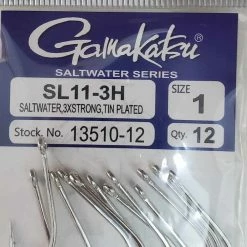 Gamakatsu
SALTWATER SERIES
SL11-3H
SALTWATER,3XSTRONG,TIN PLATED
SIZE
1
Stock. No. 13510-12
Qty. 12